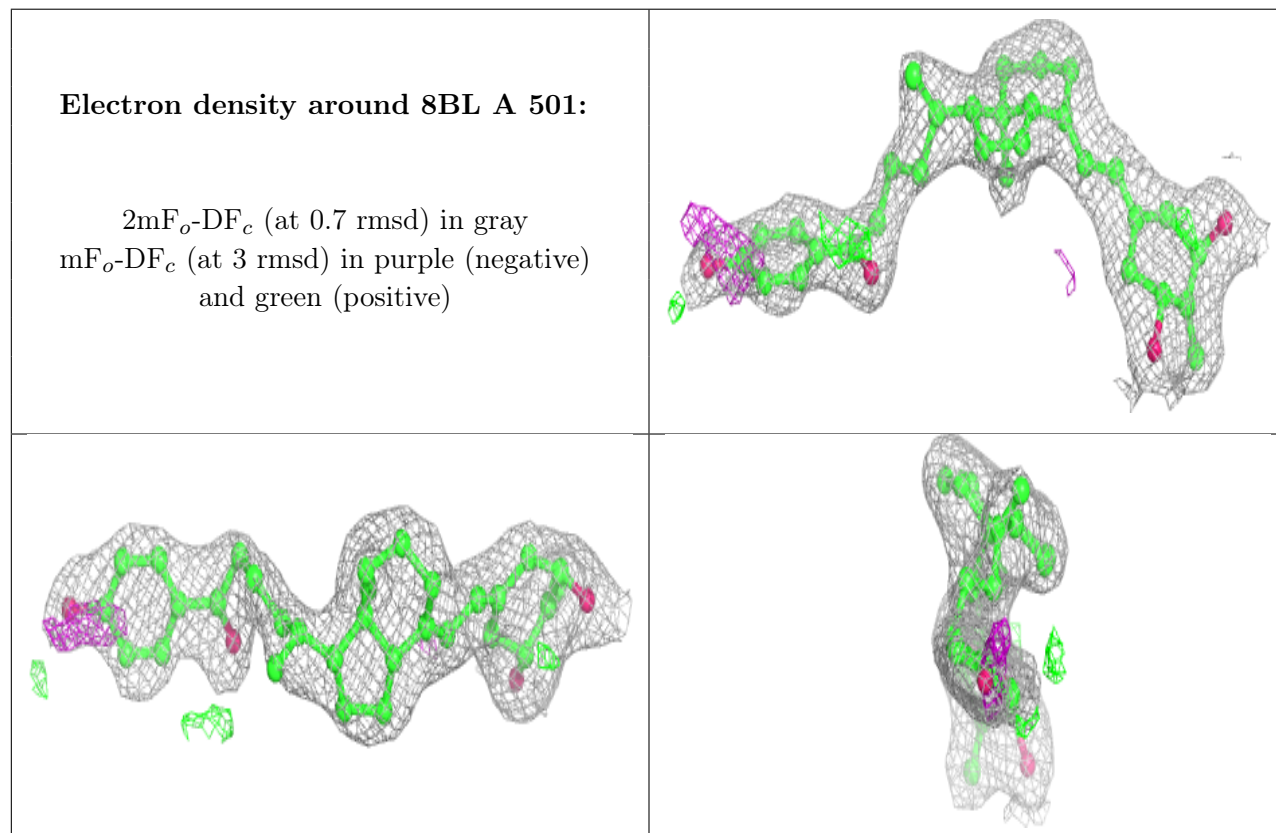 Electron density around 8BL A 501:
2mFo-DFc (at 0.7 rmsd) in gray
mFo-DFc (at 3 rmsd) in purple (negative)
and green (positive)